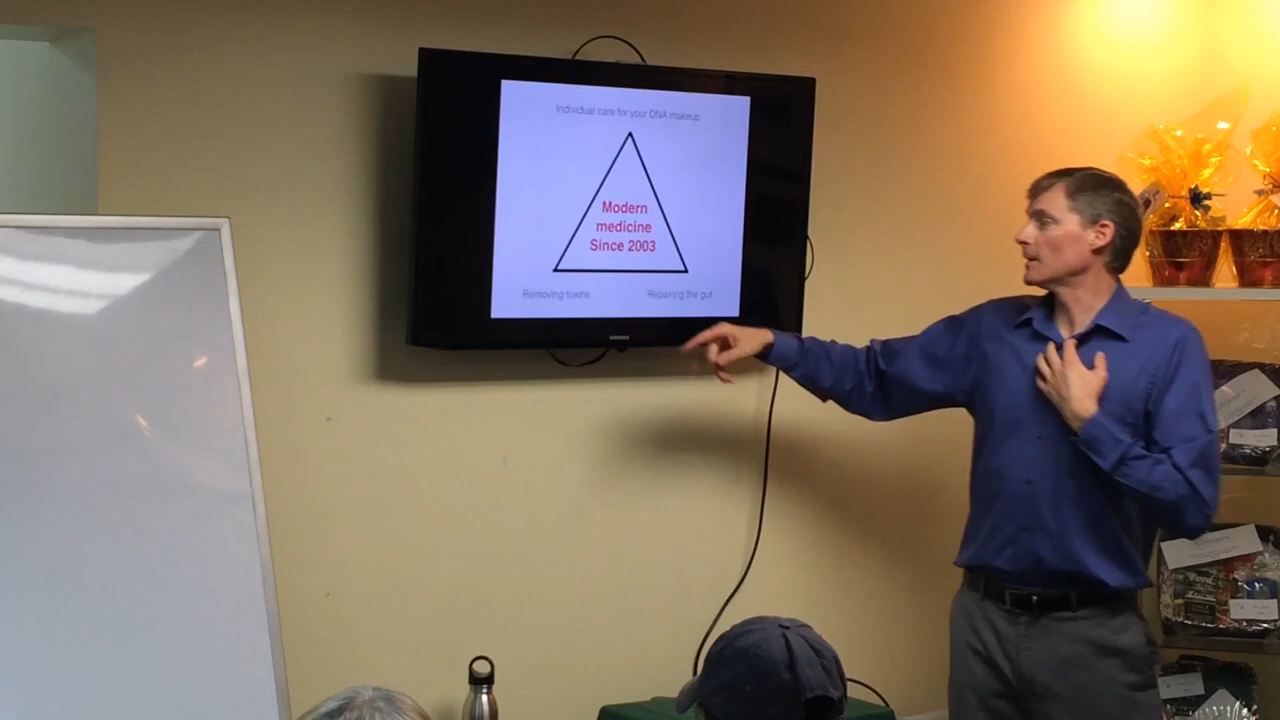 Individual care for your DNA makeup
Modern
medicine
Since 2003
Removing toxins
Repairing the gut